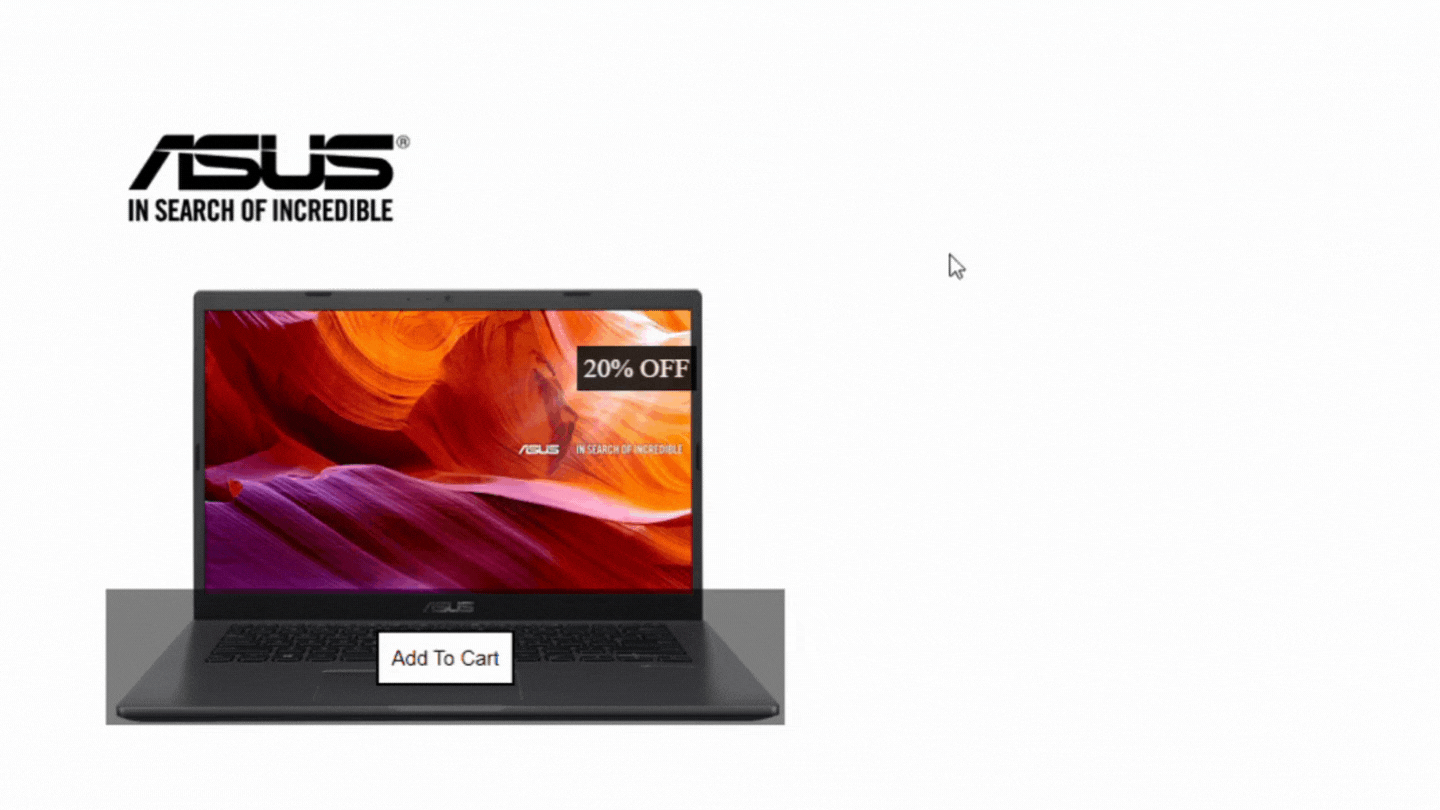 ASUS®
IN SEARCH OF INCREDIBLE
20% OFF
ASUS IN SEARCH OF INCREDIBLE
ASUS
Add To Cart